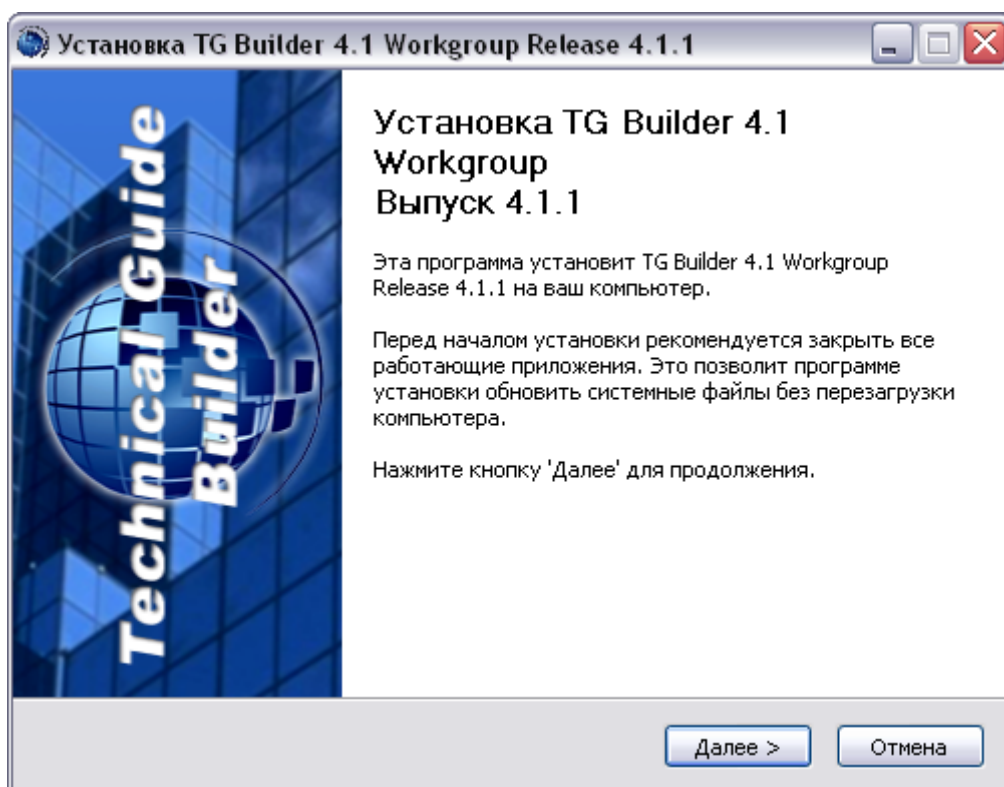 Установка TG Builder 4.1 Workgroup Release 4.1.1
Technical Guide
Builder
Установка TG Builder 4.1
Workgroup
Выпуск 4.1.1
Эта программа установит TG Builder 4.1 Workgroup
Release 4.1.1 на ваш компьютер.
Перед началом установки рекомендуется закрыть все
работающие приложения. Это позволит программе
установки обновить системные файлы без перезагрузки
компьютера.
Нажмите кнопку 'Далее' для продолжения.
Далее >
Отмена